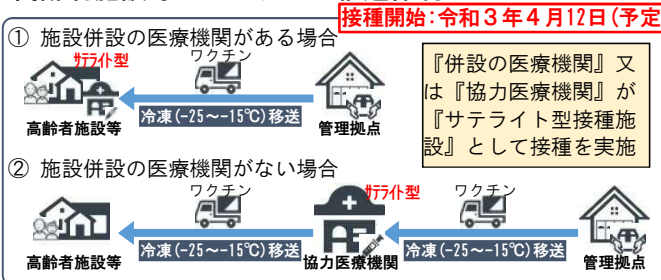 接種開始:令和3年4月12日(予定
① 施設併設の医療機関がある場合
ｻﾃﾗｲﾄ型
ワクチン
冷凍(-25～-15℃)移送
高齢者施設等
管理拠点
『併設の医療機関』又
は『協力医療機関』が
『サテライト型接種施
設』として接種を実施
② 施設併設の医療機関がない場合
ワクチン
ｻﾃﾗｲﾄ型
ワクチン
冷凍(-25～-15℃)移送
冷凍(-25～-15℃)移送
高齢者施設等
協力医療機関
管理拠点